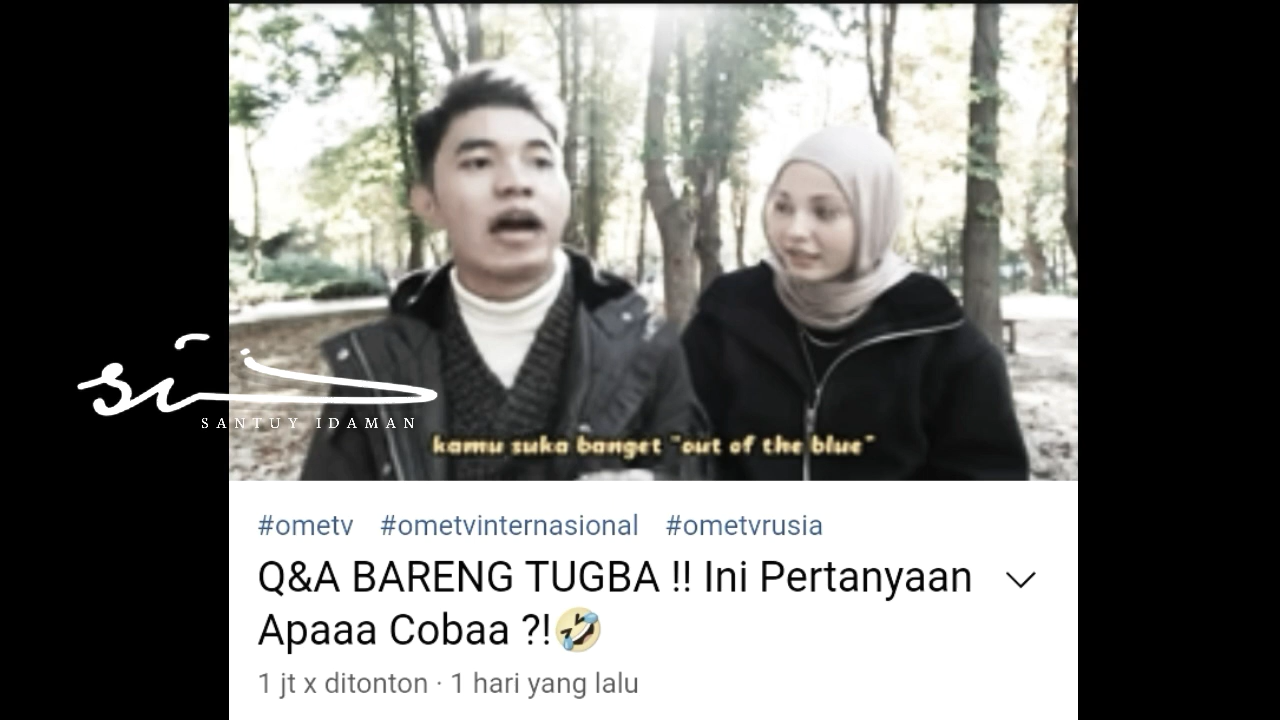 si
SANTUY IDAMAN
kamu suka banget "out of the blue"
#ometv #ometvinternasional #ometvrusia
Q&A BARENG TUGBA !! Ini Pertanyaan
Apaaa Cobaa ?!🤣
1 jt x ditonton · 1 hari yang lalu